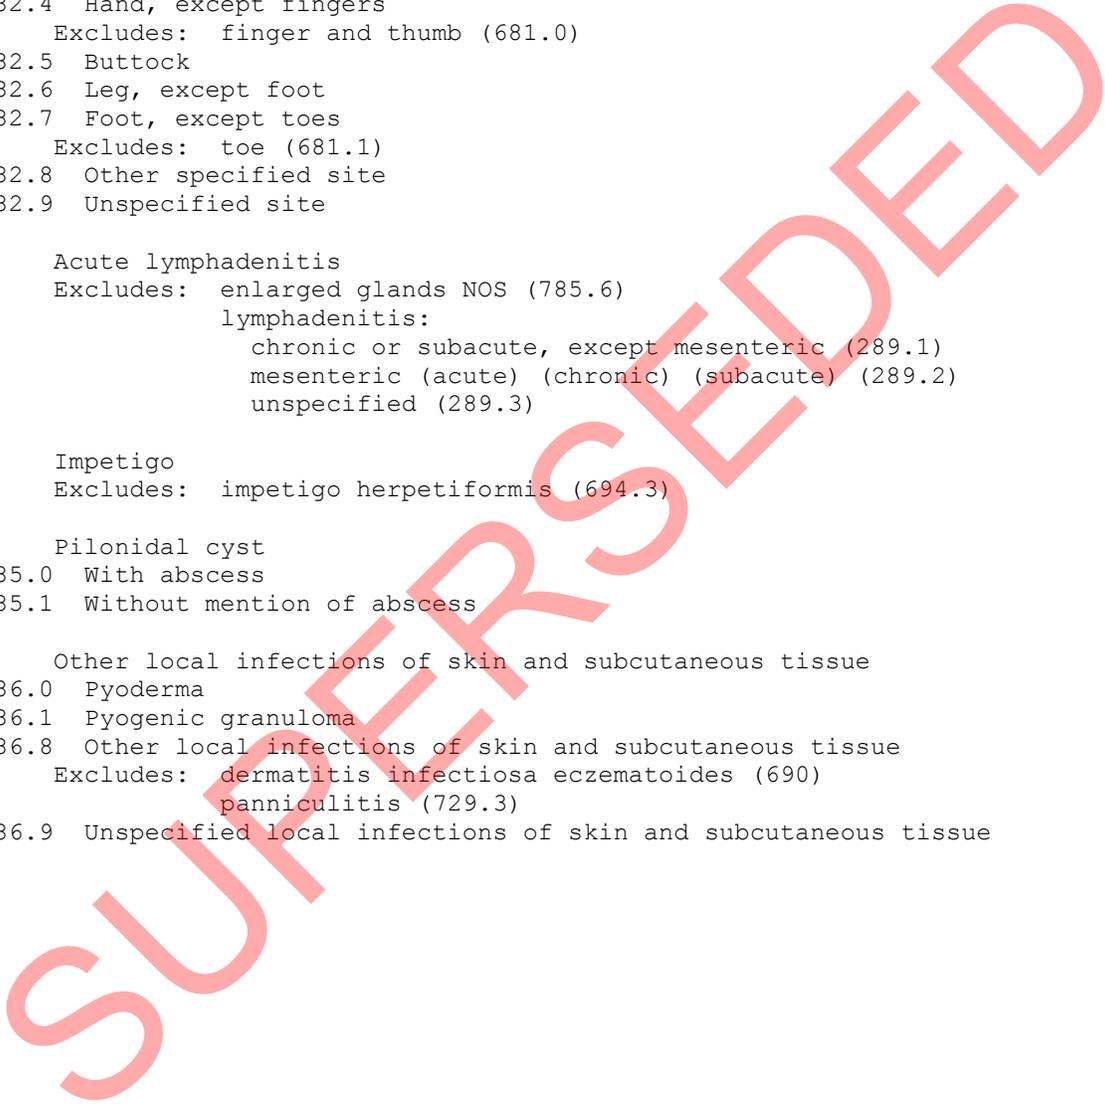 82.4 Hand, except fingers
Excludes: finger and thumb (681.0)
82.5 Buttock
82.6 Leg, except foot
82.7 Foot, except toes
Excludes: toe (681.1)
82.8 Other specified site
82.9 Unspecified site
Acute lymphadenitis
Excludes: enlarged glands NOS (785.6)
lymphadenitis:
chronic or subacute, except mesenteric (289.1)
mesenteric (acute) (chronic) (subacute) (289.2)
unspecified (289.3)
Impetigo
Excludes: impetigo herpetiformis (694.3)
Pilonidal cyst
85.0 With abscess
85.1 Without mention of abscess
Other local infections of skin and subcutaneous tissue
86.0 Pyoderma
86.1 Pyogenic granuloma
86.8 Other local infections of skin and subcutaneous tissue
Excludes: dermatitis infectiosa eczematoides (690)
panniculitis (729.3)
86.9 Unspecified local infections of skin and subcutaneous tissue
SUPERSEDED